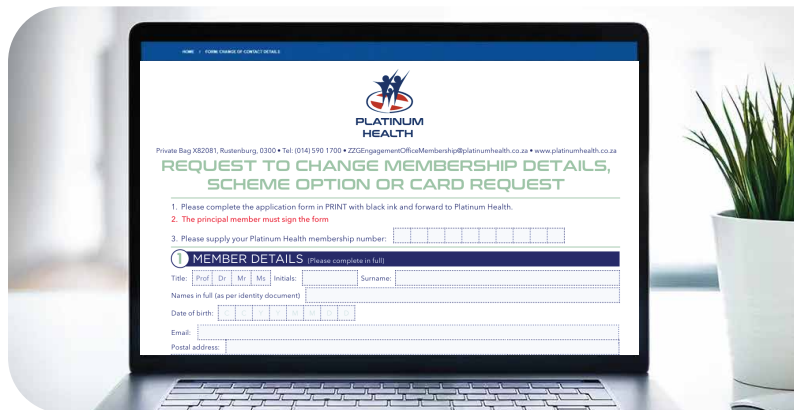 HOME / FORM: CHANGE OF CONTACT DETAILS
PLATINUM
HEALTH
Private Bag X82081, Rustenburg, 0300 • Tel: (014) 590 1700 • ZZGEngagementOfficeMembership@platinumhealth.co.za • www.platinumhealth.co.za
REQUEST TO CHANGE MEMBERSHIP DETAILS,
SCHEME OPTION OR CARD REQUEST
1. Please complete the application form in PRINT with black ink and forward to Platinum Health.
2. The principal member must sign the form
3. Please supply your Platinum Health membership number:
1 MEMBER DETAILS (Please complete in full)
Title: Prof Dr Mr Ms Initials: Surname:
Names in full (as per identity document)
Date of birth: C C Y Y M M D D
Email:
Postal address: